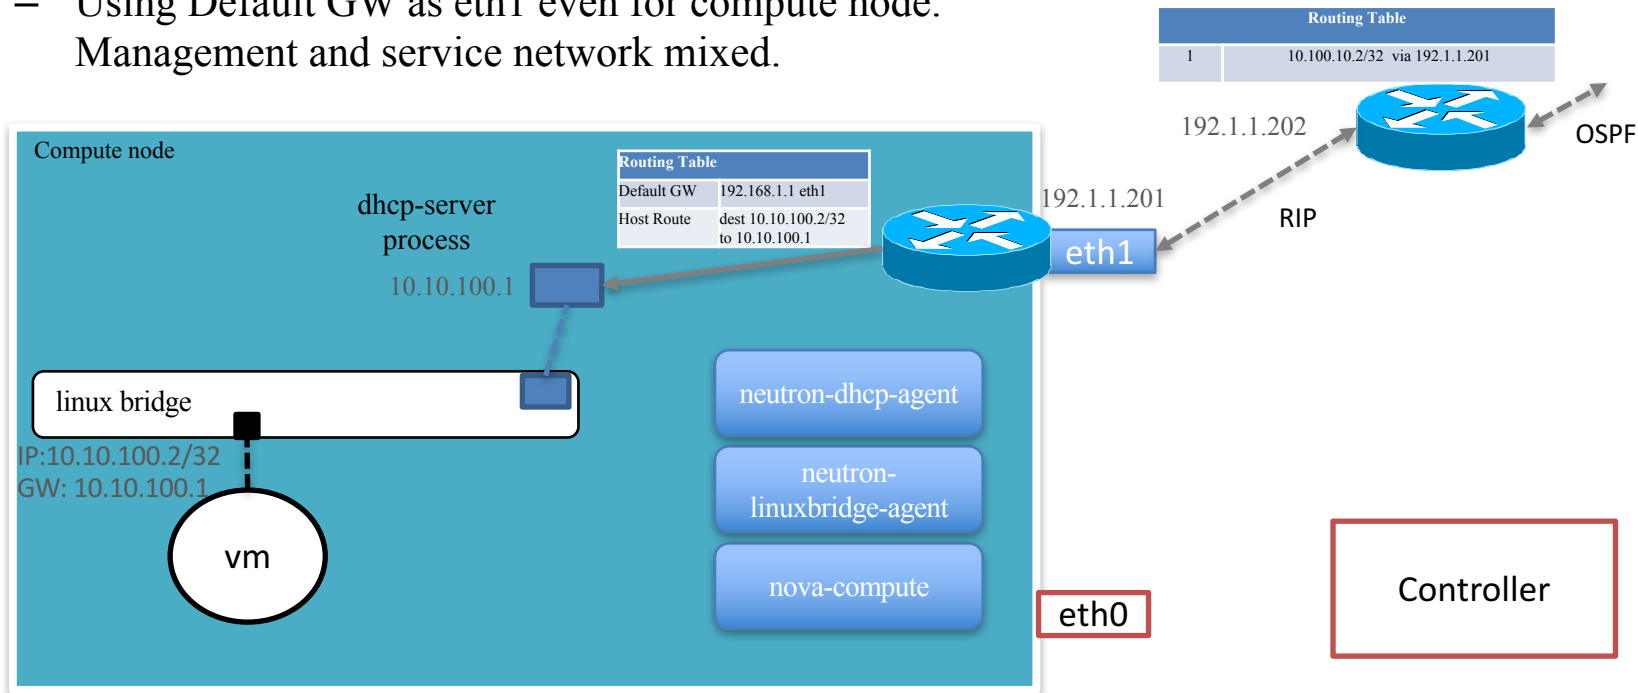 – Using Default GW as eth1 even for compute node.
Management and service network mixed.
Routing Table
1 10.100.10.2/32 via 192.1.1.201
192.1.1.202
OSPF
RIP
192.1.1.201
eth1
Compute node
dhcp-server
process
10.10.100.1
Routing Table
Default GW 192.168.1.1 eth1
Host Route dest 10.10.100.2/32
to 10.10.100.1
linux bridge
IP:10.10.100.2/32
GW: 10.10.100.1
vm
neutron-dhcp-agent
neutron-
linuxbridge-agent
nova-compute
eth0
Controller